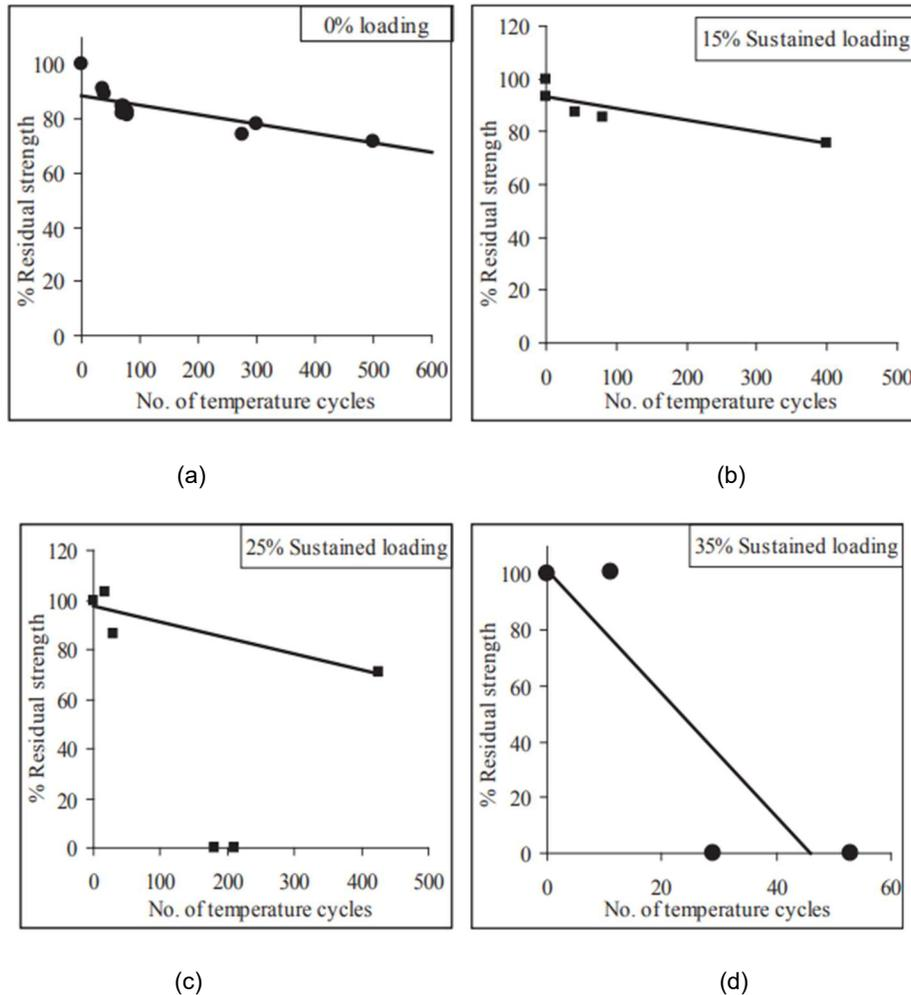 0% loading
% Residual strength
100
80
60
40
20
0
0 100 200 300 400 500 600
No. of temperature cycles
(a)
15% Sustained loading
% Residual strength
120
100
80
60
40
20
0
0 100 200 300 400 500
No. of temperature cycles
(b)
25% Sustained loading
% Residual strength
120
100
80
60
40
20
0
0 100 200 300 400 500
No. of temperature cycles
(c)
35% Sustained loading
% Residual strength
100
80
60
40
20
0
0 20 40 60
No. of temperature cycles
(d)